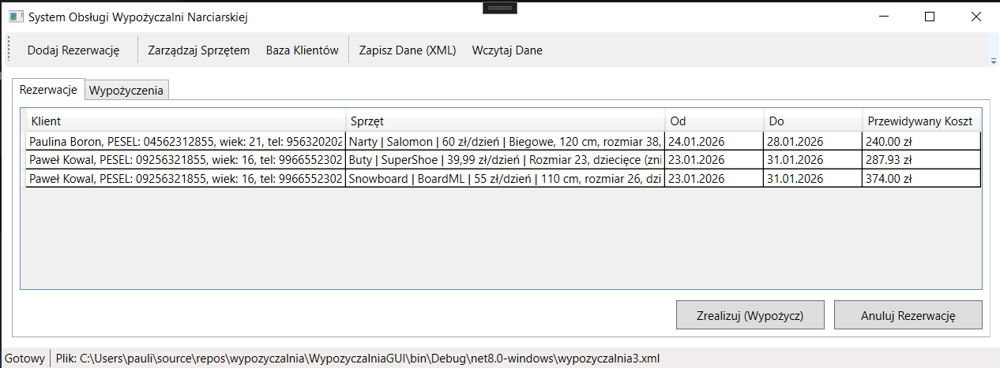 System Obsługi Wypożyczalni Narciarskiej
Dodaj Rezerwację Zarządzaj Sprzętem Baza Klientów Zapisz Dane (XML) Wczytaj Dane
Rezerwacje Wypożyczenia
Klient Sprzęt Od Do Przewidywany Koszt
Paulina Boron, PESEL: 04562312855, wiek: 21, tel: 956320202 Narty | Salomon | 60 zł/dzień | Biegowe, 120 cm, rozmiar 38, 24.01.2026 28.01.2026 240.00 zł
Paweł Kowal, PESEL: 09256321855, wiek: 16, tel: 9966552302 Buty | SuperShoe | 39,99 zł/dzień | Rozmiar 23, dziecięce (zni 23.01.2026 31.01.2026 287.93 zł
Paweł Kowal, PESEL: 09256321855, wiek: 16, tel: 9966552302 Snowboard | BoardML | 55 zł/dzień | 110 cm, rozmiar 26, dzi 23.01.2026 31.01.2026 374.00 zł
Zrealizuj (Wypożycz) Anuluj Rezerwację
Gotowy Plik: C:\Users\pauli\source\repos\wypozyczalnia\WypozyczalniaGUI\bin\Debug\net8.0-windows\wypozyczalnia3.xml